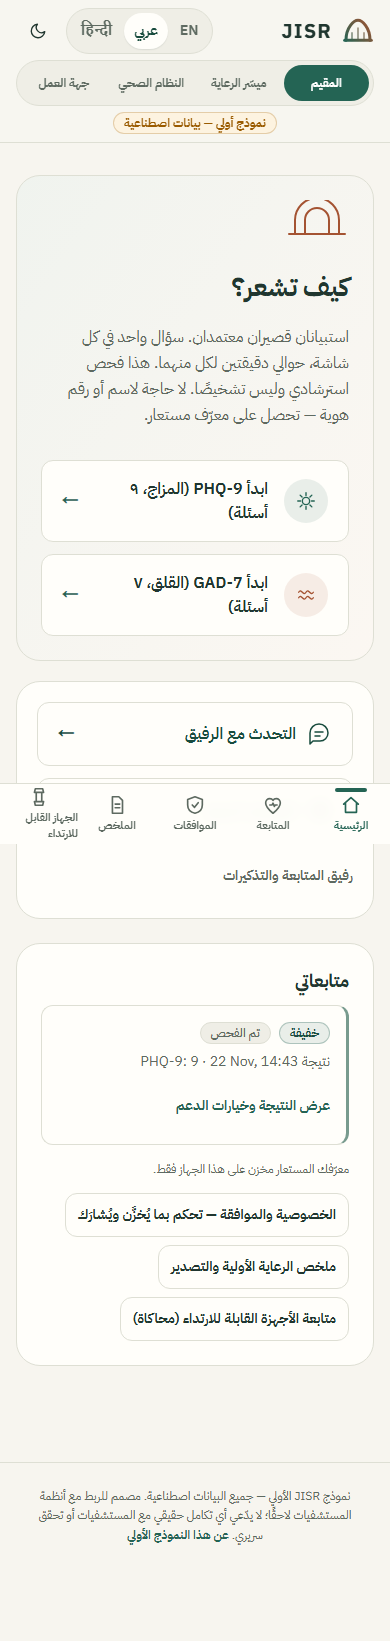 JISR
EN
عربي
हिन्दी
المقيم
ميسّر الرعاية
النظام الصحي
جهة العمل
نموذج أولي — بيانات اصطناعية
كيف تشعر؟
استبيانان قصيران معتمدان. سؤال واحد في كل
شاشة، حوالي دقيقتين لكل منهما. هذا فحص
استرشادي وليس تشخيصًا. لا حاجة لاسم أو رقم
هوية — تحصل على معرّف مستعار.
ابدأ PHQ-9 (المزاج، ٩
أسئلة)
←
ابدأ GAD-7 (القلق، ٧
أسئلة)
←
التحدث مع الرفيق
←
الرئيسية
المتابعة
الموافقات
الملخص
الجهاز القابل
للارتداء
رفيق المتابعة والتذكيرات
متابعاتي
خفيفة
تم الفحص
نتيجة PHQ-9: 9 · 22 Nov, 14:43
عرض النتيجة وخيارات الدعم
معرّفك المستعار مخزن على هذا الجهاز فقط.
الخصوصية والموافقة — تحكم بما يُخزَّن ويُشارَك
ملخص الرعاية الأولية والتصدير
متابعة الأجهزة القابلة للارتداء (محاكاة)
نموذج JISR الأولي — جميع البيانات اصطناعية. مصمم للربط مع أنظمة
المستشفيات لاحقًا؛ لا يدّعي أي تكامل حقيقي مع المستشفيات أو تحقق
سريري. عن هذا النموذج الأولي